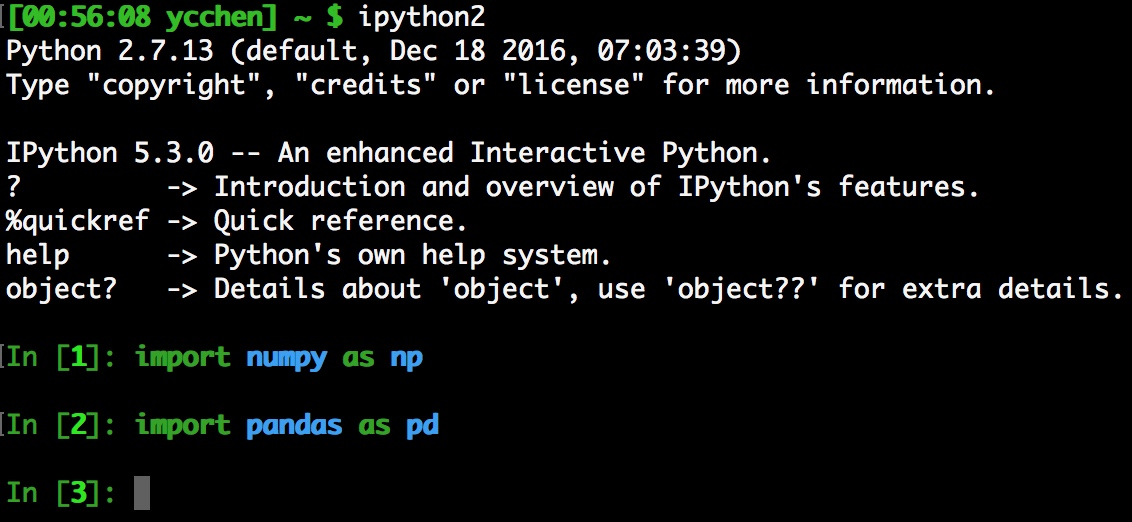 [00:56:08 ycchen] ~ $ ipython2
Python 2.7.13 (default, Dec 18 2016, 07:03:39)
Type "copyright", "credits" or "license" for more information.

IPython 5.3.0 -- An enhanced Interactive Python.
?         -> Introduction and overview of IPython's features.
%quickref -> Quick reference.
help      -> Python's own help system.
object?   -> Details about 'object', use 'object??' for extra details.

In [1]: import numpy as np

In [2]: import pandas as pd

In [3]: